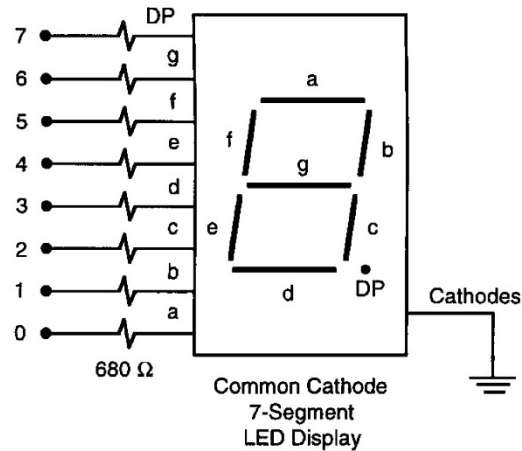 DP
7
g
6
f
5
e
4
d
3
c
2
b
1
a
0
680 Ω
a
f
b
g
e
c
d
DP
Cathodes
Common Cathode
7-Segment
LED Display